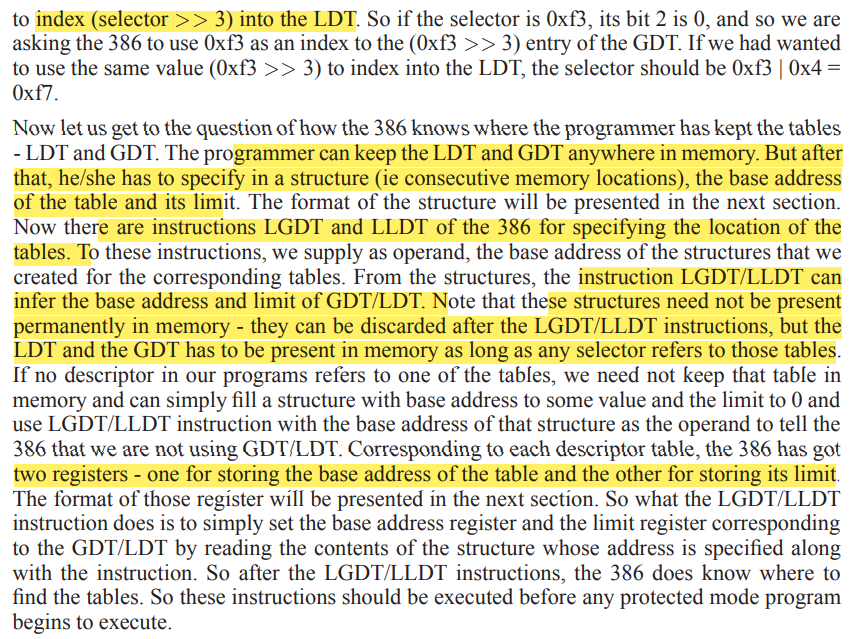 to index (selector >> 3) into the LDT. So if the selector is 0xf3, its bit 2 is 0, and so we are
asking the 386 to use 0xf3 as an index to the (0xf3 >> 3) entry of the GDT. If we had wanted
to use the same value (0xf3 >> 3) to index into the LDT, the selector should be 0xf3 | 0x4 =
0xf7.
Now let us get to the question of how the 386 knows where the programmer has kept the tables
- LDT and GDT. The programmer can keep the LDT and GDT anywhere in memory. But after
that, he/she has to specify in a structure (ie consecutive memory locations), the base address
of the table and its limit. The format of the structure will be presented in the next section.
Now there are instructions LGDT and LLDT of the 386 for specifying the location of the
tables. To these instructions, we supply as operand, the base address of the structures that we
created for the corresponding tables. From the structures, the instruction LGDT/LLDT can
infer the base address and limit of GDT/LDT. Note that these structures need not be present
permanently in memory - they can be discarded after the LGDT/LLDT instructions, but the
LDT and the GDT has to be present in memory as long as any selector refers to those tables.
If no descriptor in our programs refers to one of the tables, we need not keep that table in
memory and can simply fill a structure with base address to some value and the limit to 0 and
use LGDT/LLDT instruction with the base address of that structure as the operand to tell the
386 that we are not using GDT/LDT. Corresponding to each descriptor table, the 386 has got
two registers - one for storing the base address of the table and the other for storing its limit.
The format of those register will be presented in the next section. So what the LGDT/LLDT
instruction does is to simply set the base address register and the limit register corresponding
to the GDT/LDT by reading the contents of the structure whose address is specified along
with the instruction. So after the LGDT/LLDT instructions, the 386 does know where to
find the tables. So these instructions should be executed before any protected mode program
begins to execute.